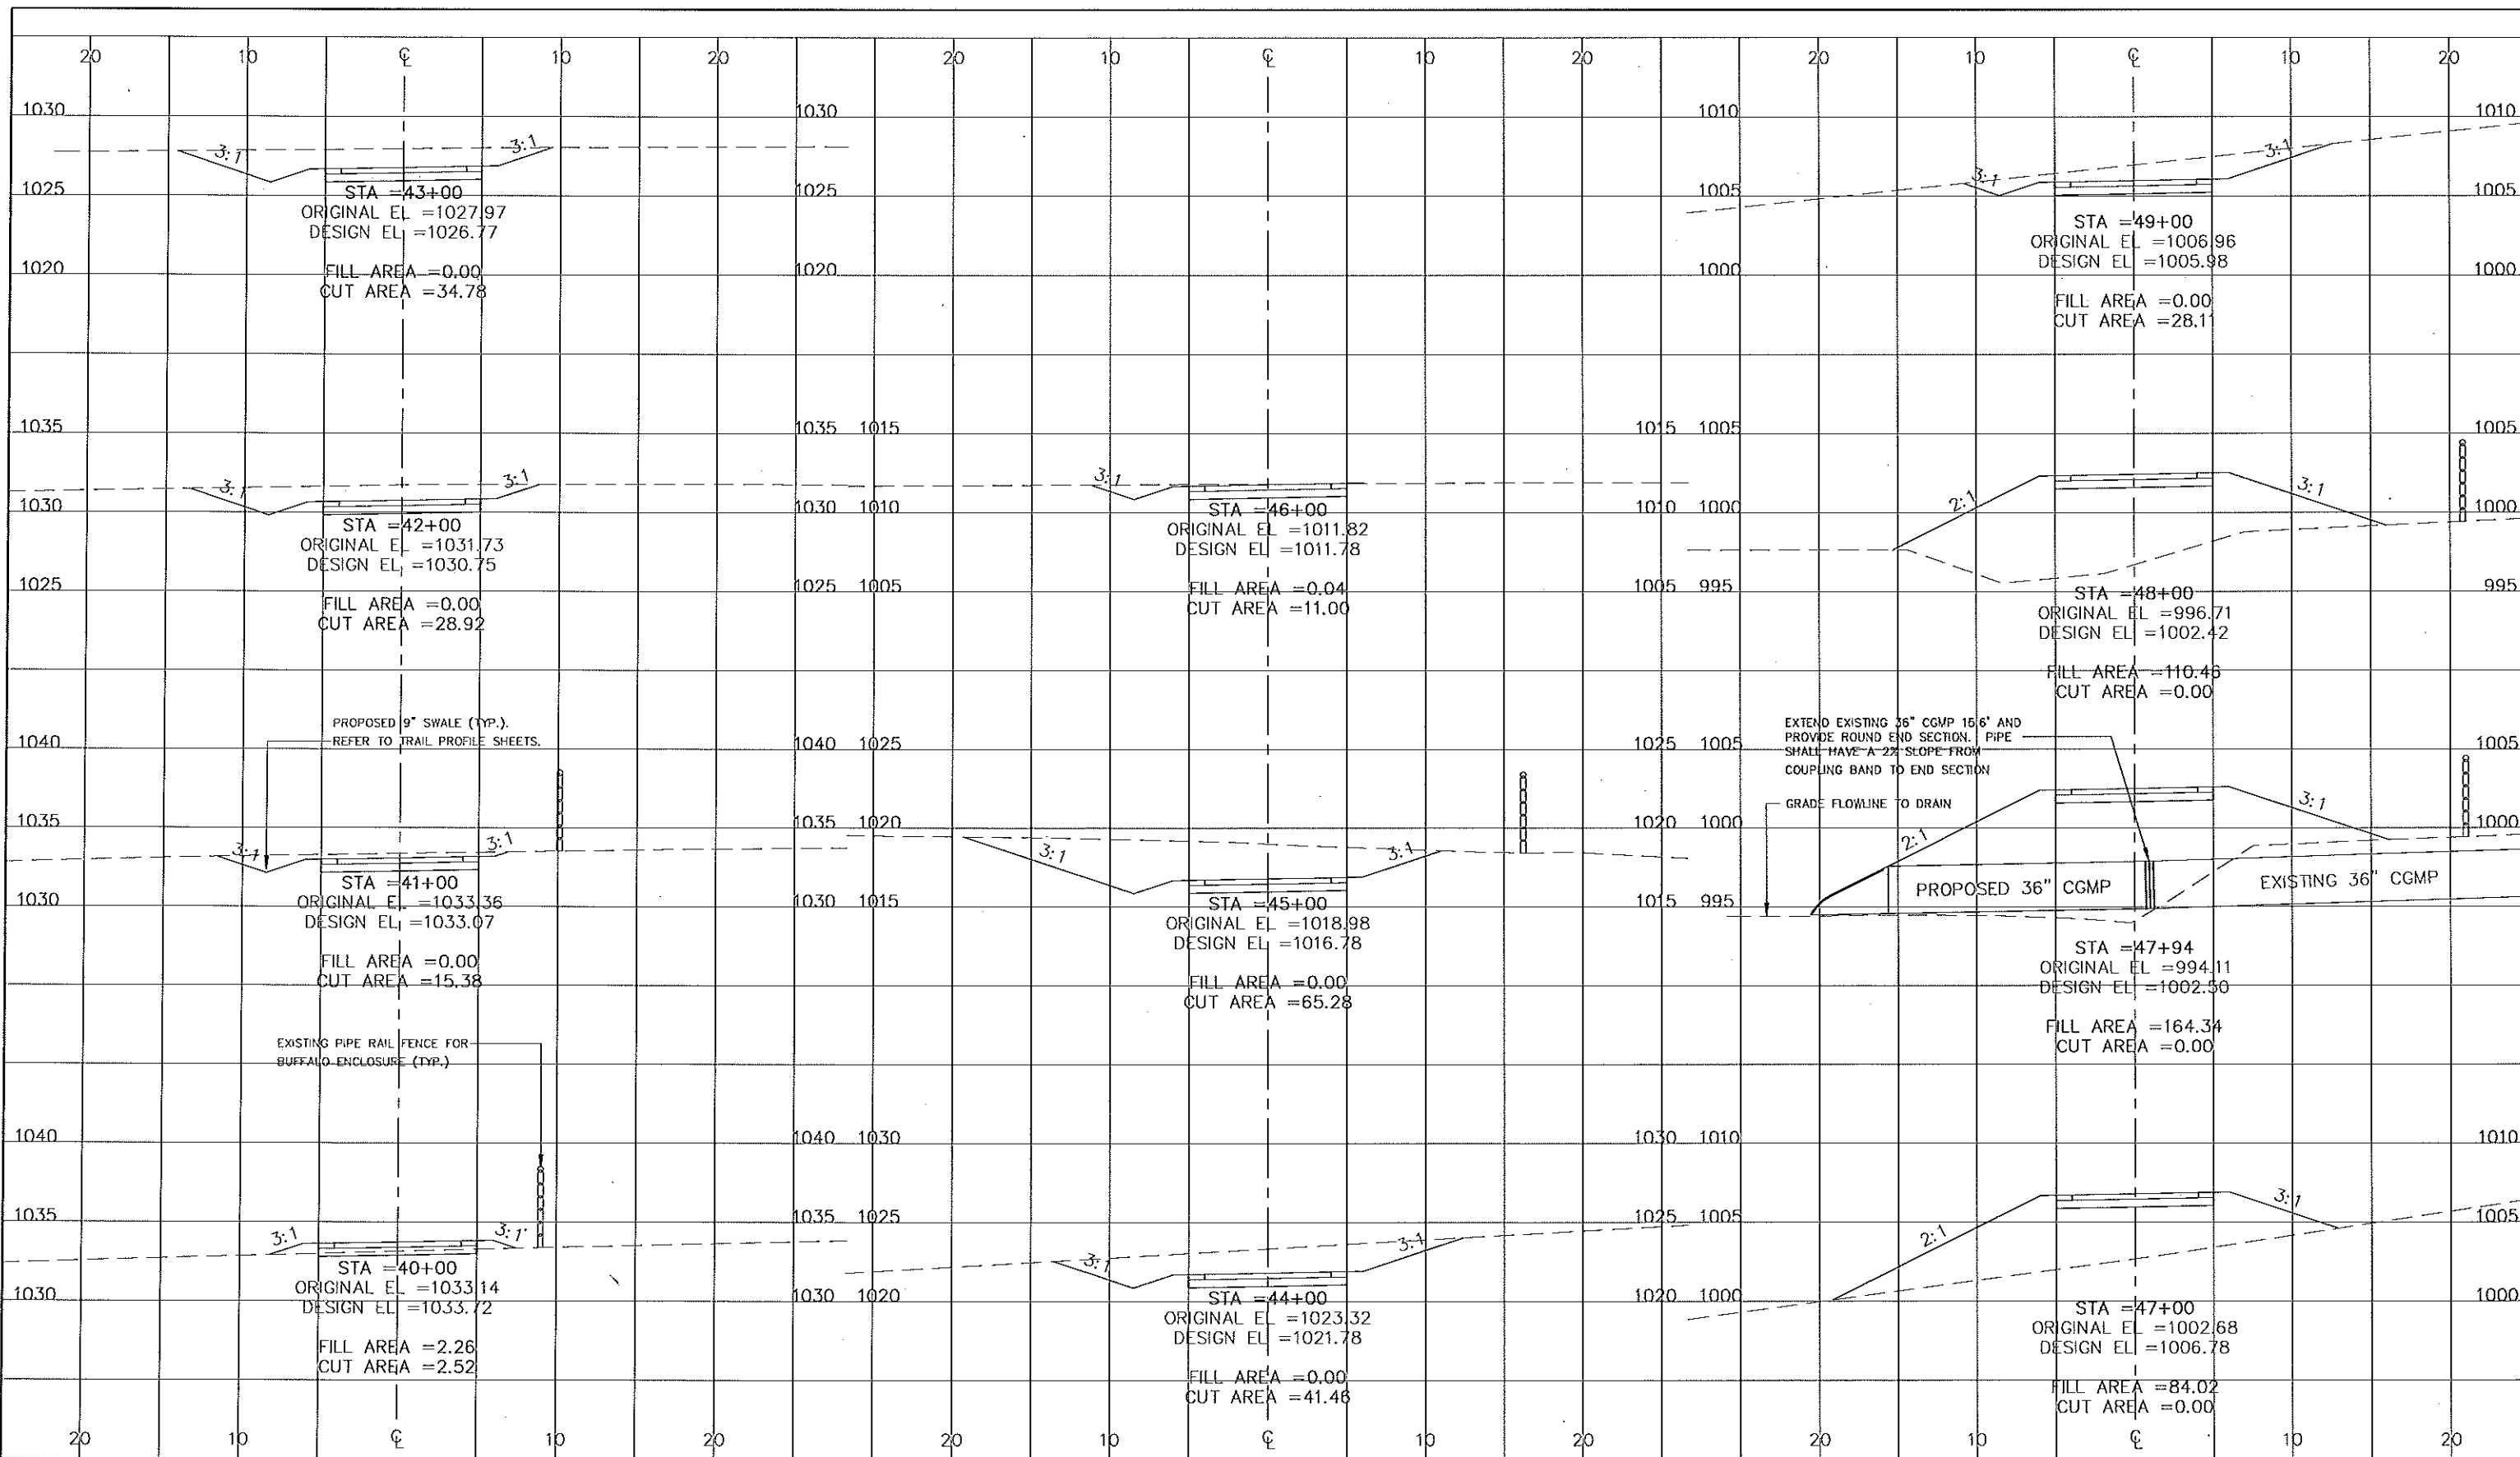 20 10 ℄ 10 20 20 10 ℄ 10 20 20 10 ℄ 10 20
1030 1030 1010 1010
3:1 3:1
1025 1025 1005 1005
STA =43+00
ORIGINAL EL =1027.97
DESIGN EL =1026.77
1020 1020 1000 1000
FILL AREA =0.00
CUT AREA =34.78
3:1 3:1
STA =49+00
ORIGINAL EL =1006.96
DESIGN EL =1005.98
FILL AREA =0.00
CUT AREA =28.11
1035 1035 1015 1015 1005 1005
3:1 3:1
1030 1030 1010 1010 1000 1000
STA =42+00
ORIGINAL EL =1031.73
DESIGN EL =1030.75
1025 1025 1005 1005 995 995
FILL AREA =0.00
CUT AREA =28.92
3:1
STA =46+00
ORIGINAL EL =1011.82
DESIGN EL =1011.78
FILL AREA =0.04
CUT AREA =11.00
2:1 3:1
STA =48+00
ORIGINAL EL =996.71
DESIGN EL =1002.42
FILL AREA =110.46
CUT AREA =0.00
PROPOSED 9" SWALE (TYP.).
REFER TO TRAIL PROFILE SHEETS.
1040 1040 1025 1025 1005 1005
EXTEND EXISTING 36" CGMP 15.6' AND
PROVIDE ROUND END SECTION. PIPE
SHALL HAVE A 2% SLOPE FROM
COUPLING BAND TO END SECTION
GRADE FLOWLINE TO DRAIN
1035 1035 1020 1020 1000 1000
3:1 3:1
1030 1030 1015 1015 995
STA =41+00
ORIGINAL EL =1033.36
DESIGN EL =1033.07
FILL AREA =0.00
CUT AREA =15.38
3:1 3:1
STA =45+00
ORIGINAL EL =1018.98
DESIGN EL =1016.78
FILL AREA =0.00
CUT AREA =65.28
2:1 3:1
PROPOSED 36" CGMP
EXISTING 36" CGMP
STA =47+94
ORIGINAL EL =994.11
DESIGN EL =1002.50
FILL AREA =164.34
CUT AREA =0.00
EXISTING PIPE RAIL FENCE FOR
BUFFALO ENCLOSURE (TYP.)
1040 1040 1030 1030 1010 1010
1035 1035 1025 1025 1005 1005
3:1 3:1
1030 1030 1020 1020 1000 1000
STA =40+00
ORIGINAL EL =1033.14
DESIGN EL =1033.72
FILL AREA =2.26
CUT AREA =2.52
3:1 3:1
STA =44+00
ORIGINAL EL =1023.32
DESIGN EL =1021.78
FILL AREA =0.00
CUT AREA =41.46
2:1 3:1
STA =47+00
ORIGINAL EL =1002.68
DESIGN EL =1006.78
FILL AREA =84.02
CUT AREA =0.00
20 10 ℄ 10 20 20 10 ℄ 10 20 20 10 ℄ 10 20